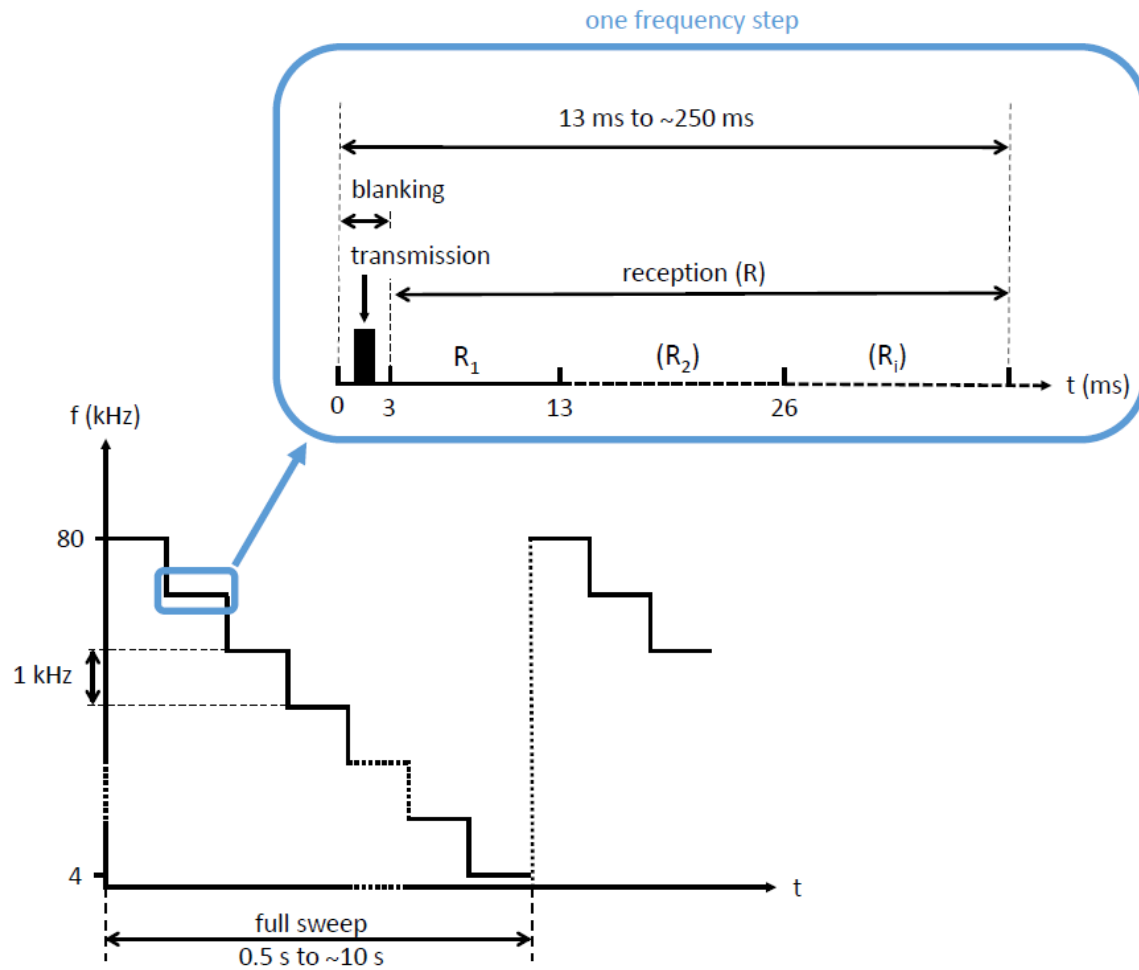 one frequency step
13 ms to ~250 ms
blanking
transmission
reception (R)
R1 (R2) (Ri)
0 3 13 26 t (ms)
f (kHz)
80
1 kHz
4
t
full sweep
0.5 s to ~10 s